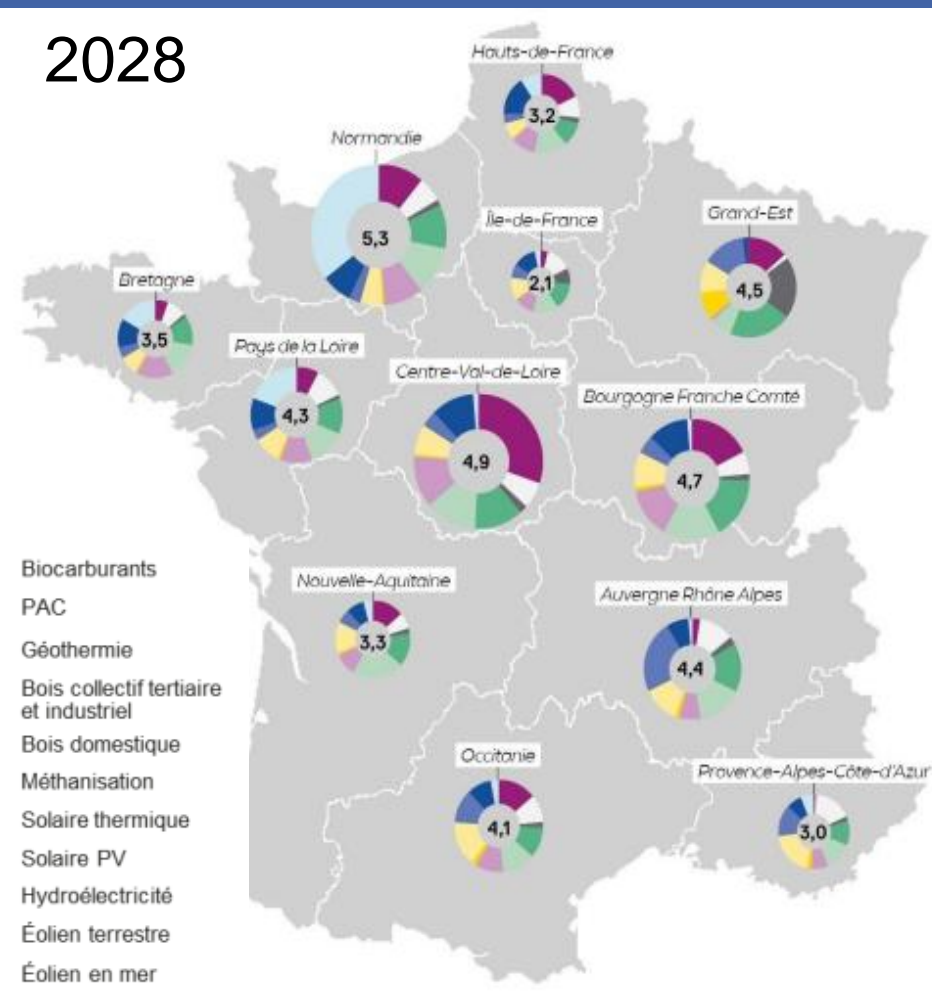 2028
Hauts-de-France
3,2
Normandie
5,3
Île-de-France
2,1
Grand-Est
4,5
Bretagne
3,5
Pays de la Loire
4,3
Centre-Val-de-Loire
4,9
Bourgogne Franche Comté
4,7
Nouvelle-Aquitaine
3,3
Auvergne Rhône Alpes
4,4
Occitanie
4,1
Provence-Alpes-Côte-d'Azur
3,0
Biocarburants
PAC
Géothermie
Bois collectif tertiaire
et industriel
Bois domestique
Méthanisation
Solaire thermique
Solaire PV
Hydroélectricité
Éolien terrestre
Éolien en mer